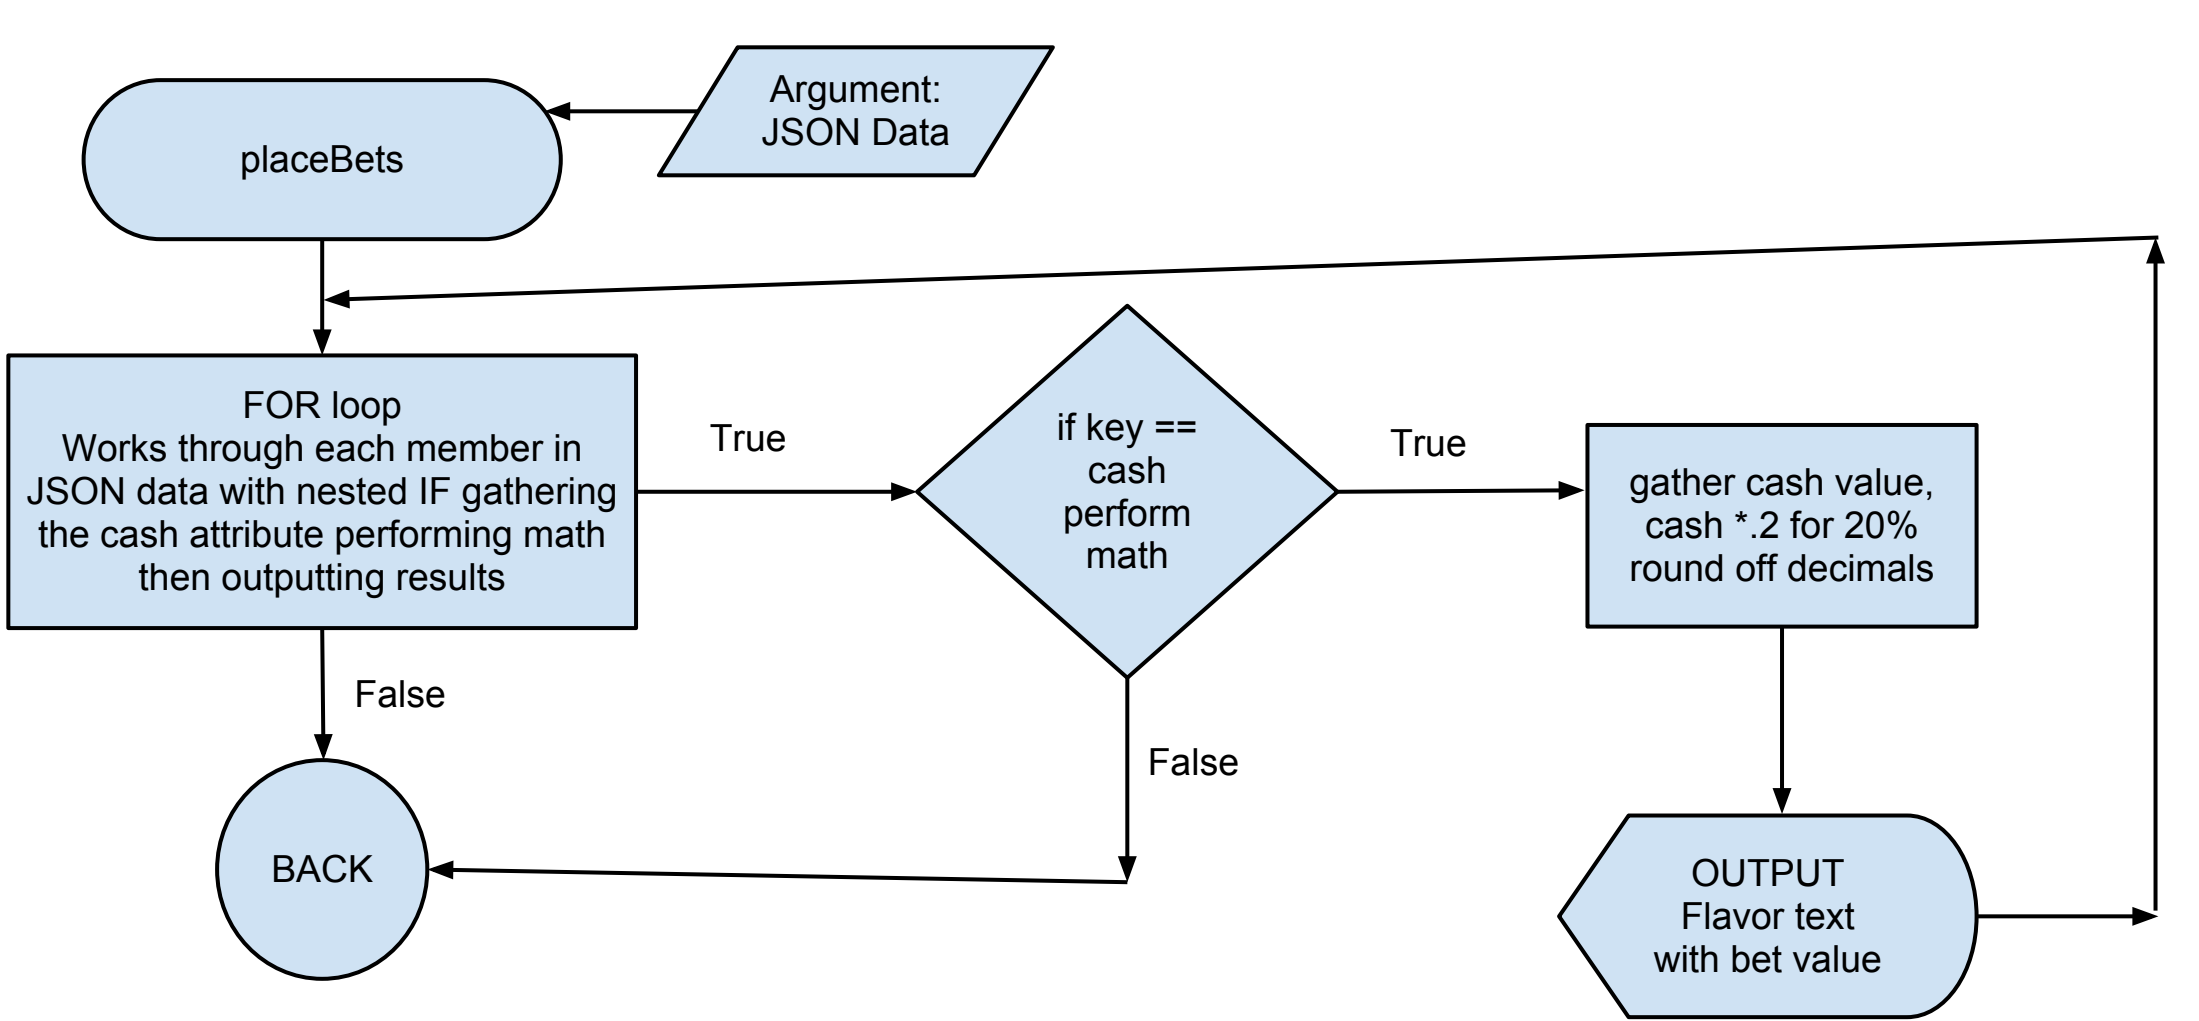 Argument:
JSON Data
placeBets
FOR loop
Works through each member in
JSON data with nested IF gathering
the cash attribute performing math
then outputting results
True
if key ==
cash
perform
math
True
gather cash value,
cash *.2 for 20%
round off decimals
False
False
BACK
OUTPUT
Flavor text
with bet value